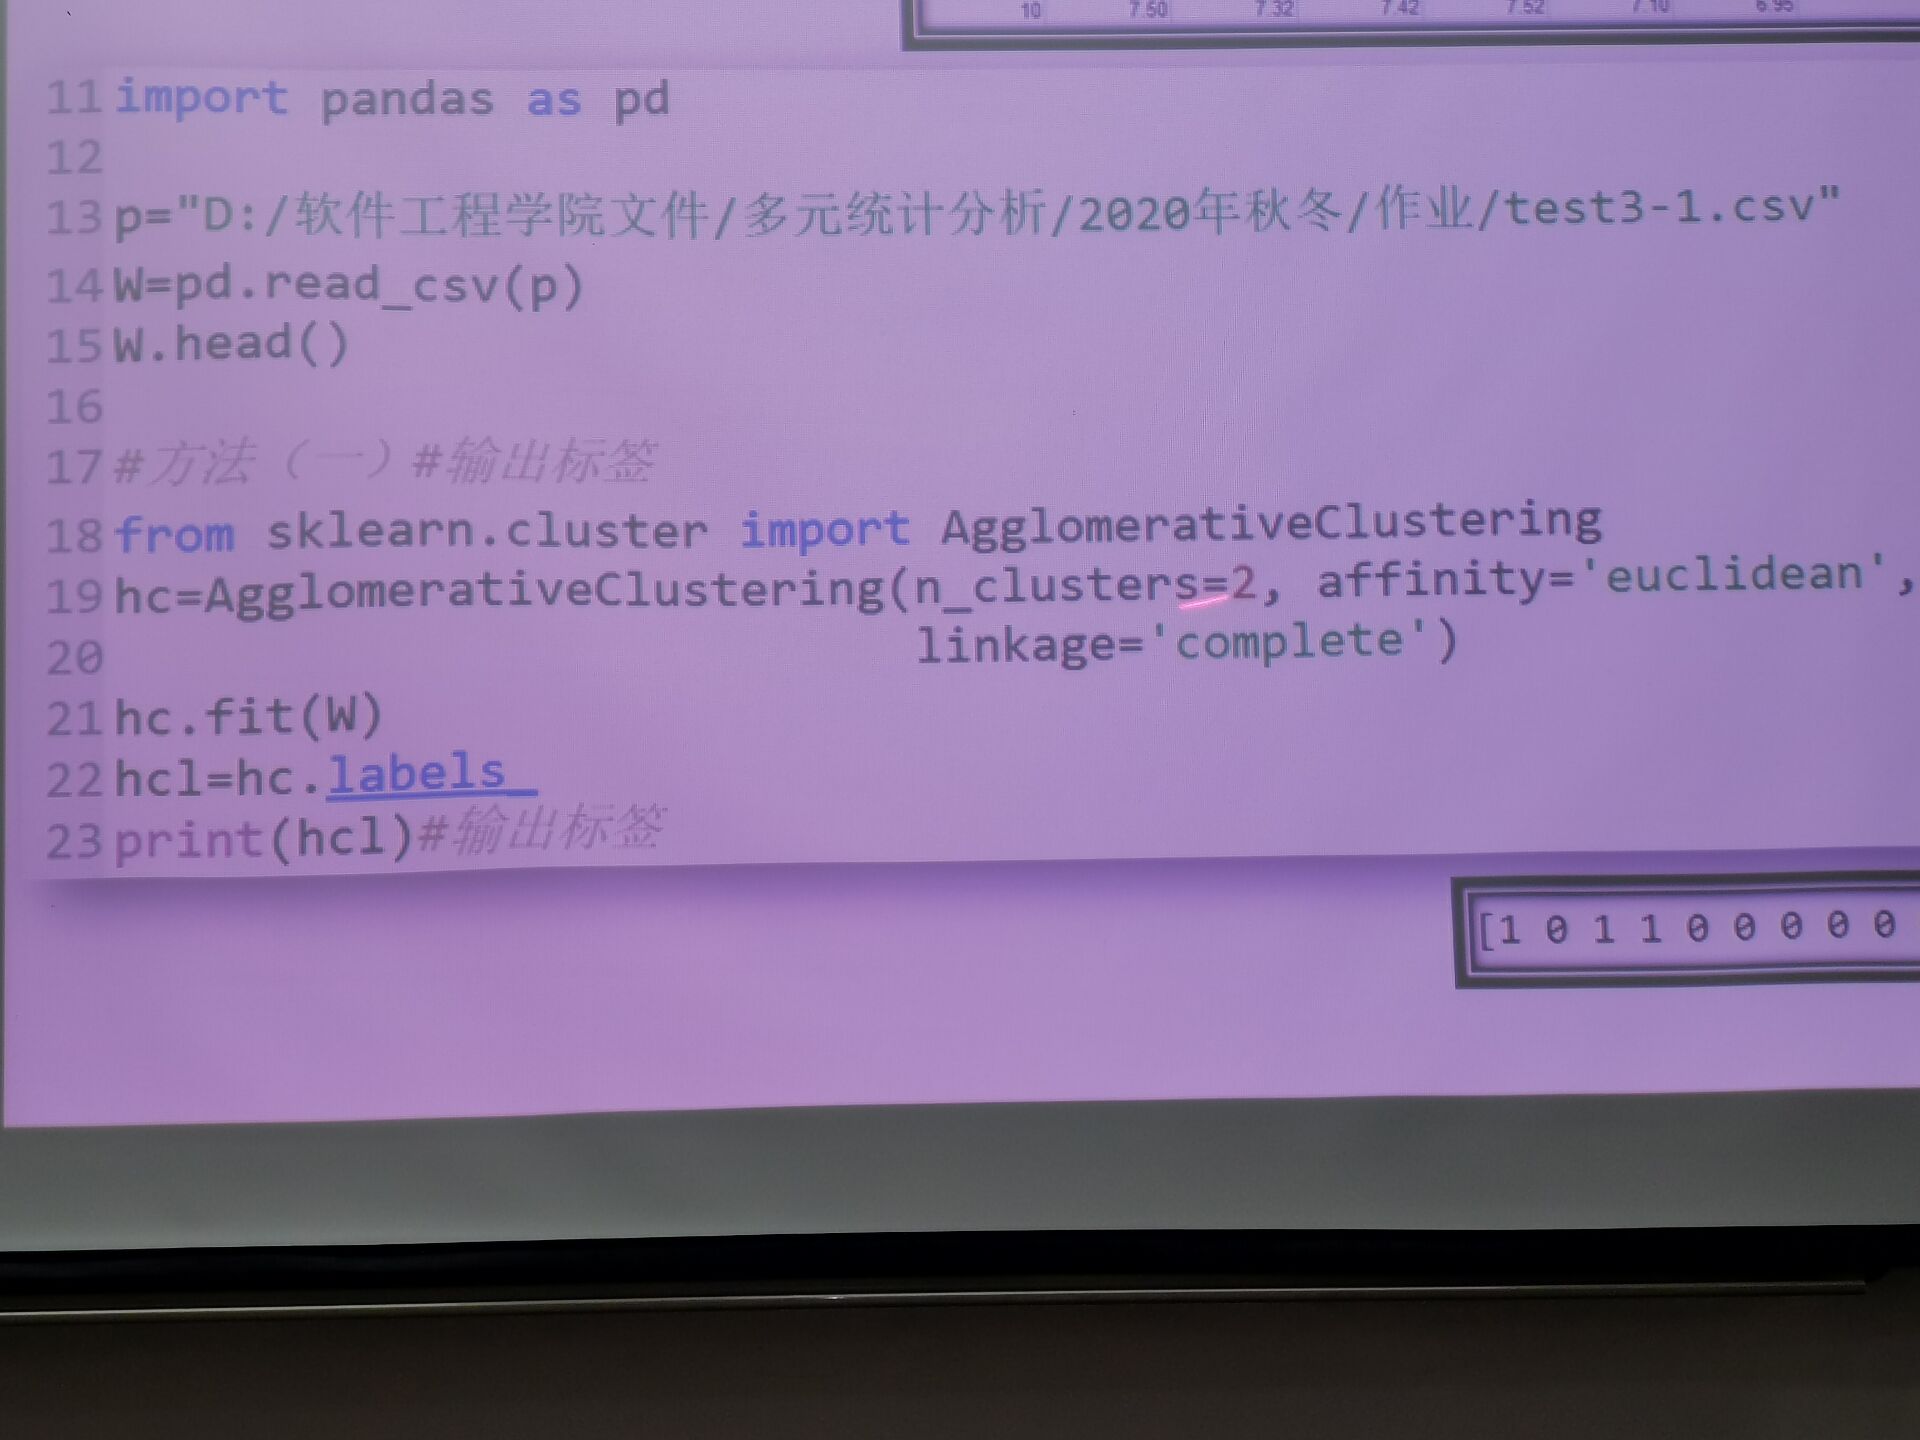 10 7.50 7.32 7.42 7.52 7.10 6.95
11 import pandas as pd
12
13 p="D:/软件工程学院文件/多元统计分析/2020年秋冬/作业/test3-1.csv"
14 W=pd.read_csv(p)
15 W.head()
16
17 #方法（一）#输出标签
18 from sklearn.cluster import AgglomerativeClustering
19 hc=AgglomerativeClustering(n_clusters=2, affinity='euclidean',
20 linkage='complete')
21 hc.fit(W)
22 hcl=hc.labels_
23 print(hcl)#输出标签
[1 0 1 1 0 0 0 0 0